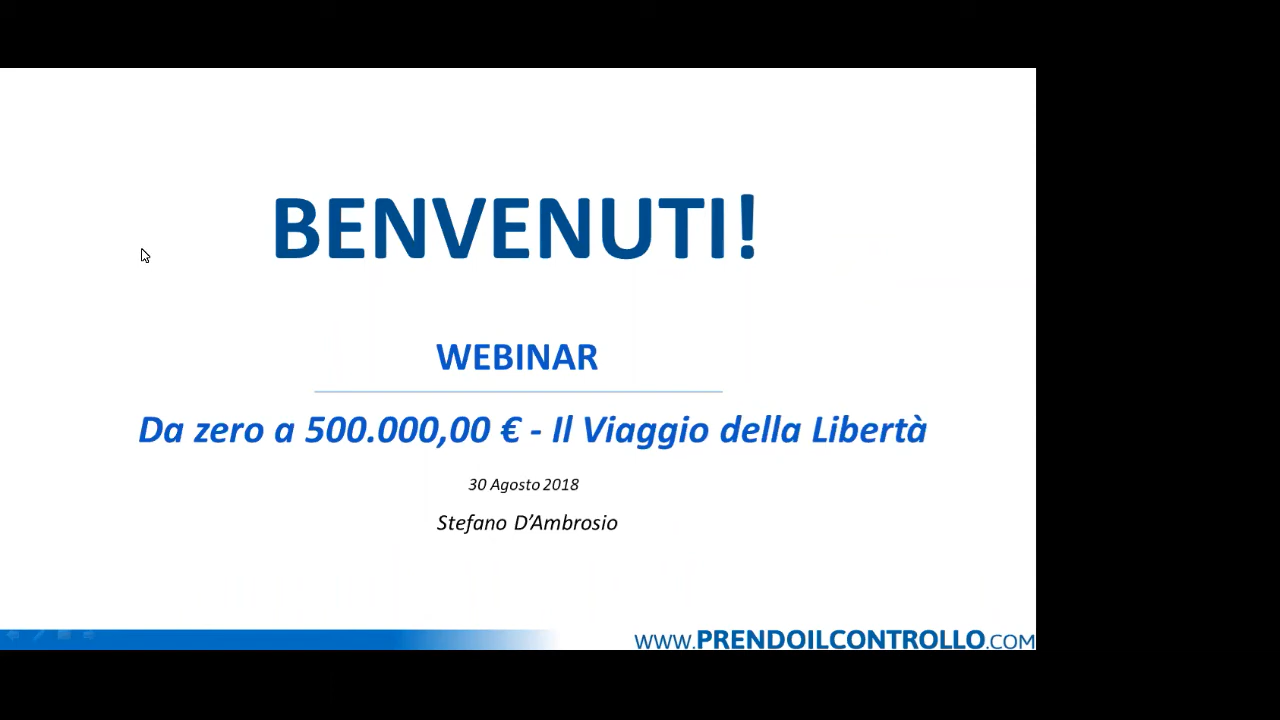 BENVENUTI!
WEBINAR
Da zero a 500.000,00 € - Il Viaggio della Libertà
30 Agosto 2018
Stefano D’Ambrosio
WWW.PRENDOILCONTROLLO.COM